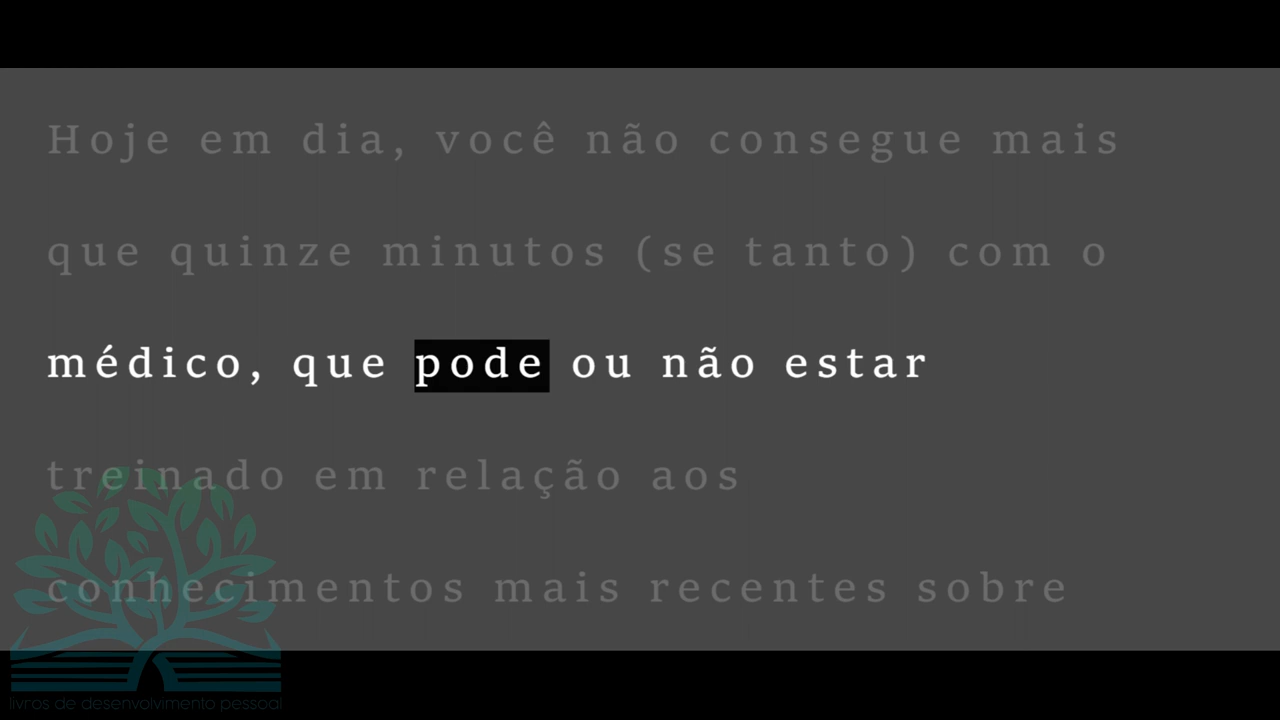 Hoje em dia, você não consegue mais
que quinze minutos (se tanto) com o
médico, que pode ou não estar
treinado em relação aos
conhecimentos mais recentes sobre
livros de desenvolvimento pessoal